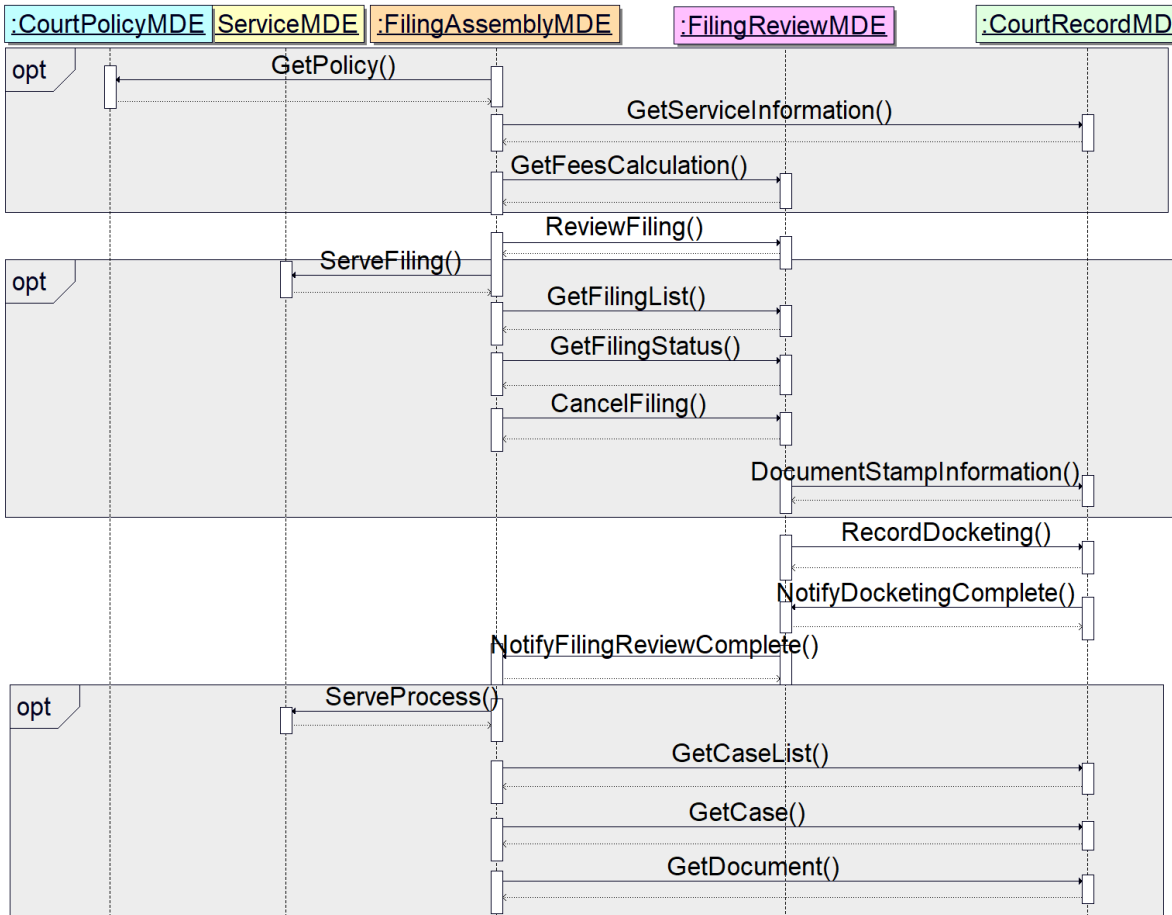 :CourtPolicyMDE
ServiceMDE
:FilingAssemblyMDE
:FilingReviewMDE
:CourtRecordMD
opt
GetPolicy()
GetServiceInformation()
GetFeesCalculation()
ReviewFiling()
opt
ServeFiling()
GetFilingList()
GetFilingStatus()
CancelFiling()
DocumentStampInformation()
RecordDocketing()
NotifyDocketingComplete()
NotifyFilingReviewComplete()
opt
ServeProcess()
GetCaseList()
GetCase()
GetDocument()